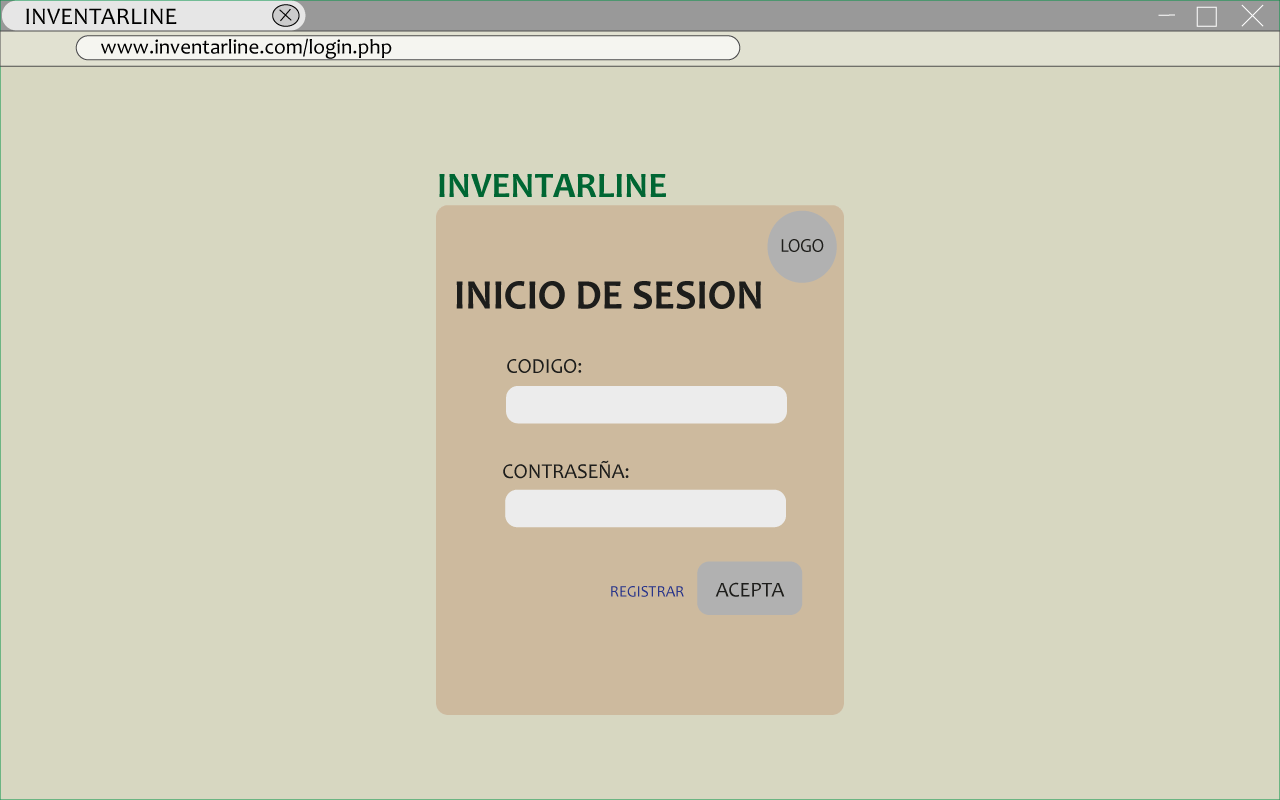 INVENTARLINE
www.inventarline.com/login.php
INVENTARLINE
LOGO
INICIO DE SESION
CODIGO:
CONTRASEÑA:
REGISTRAR
ACEPTA